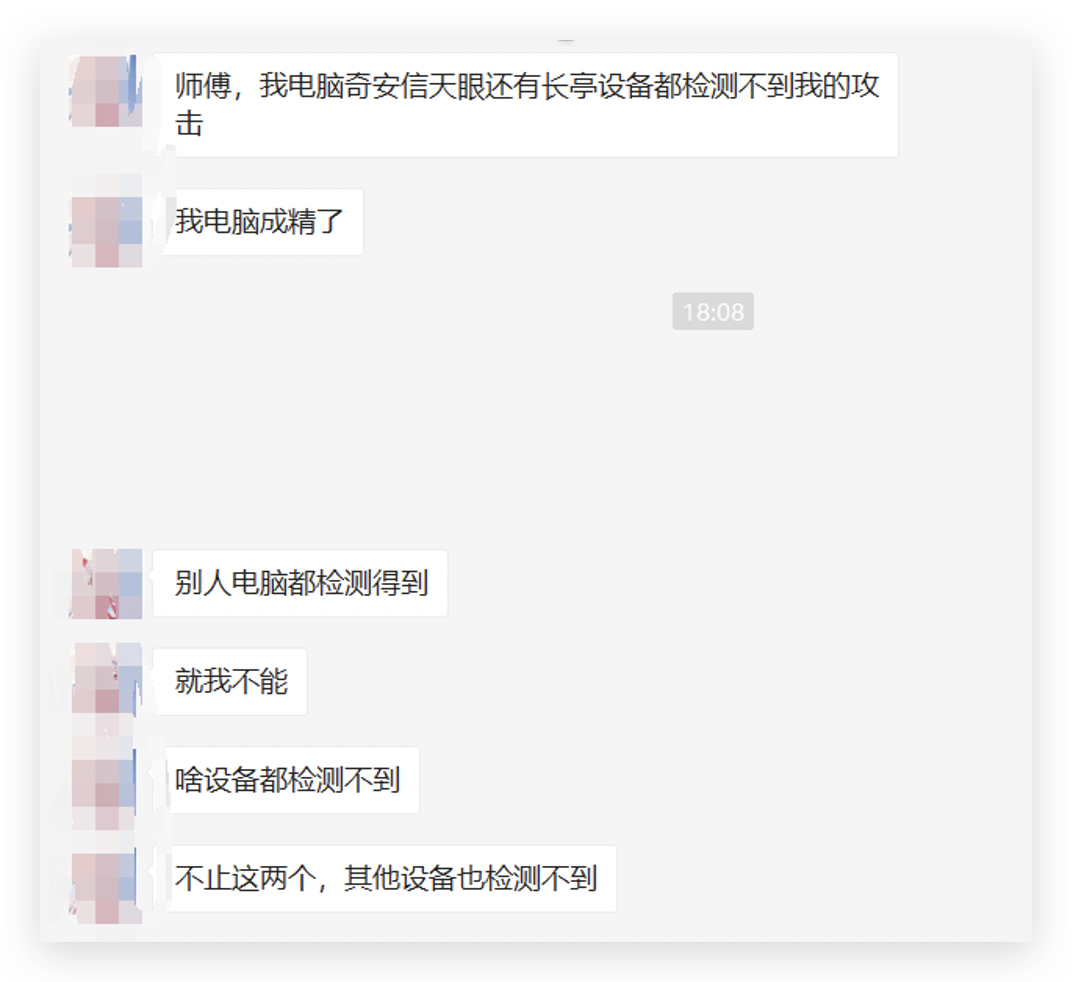 师傅，我电脑奇安信天眼还有长亭设备都检测不到我的攻
击
我电脑成精了
18:08
别人电脑都检测得到
就我不能
啥设备都检测不到
不止这两个，其他设备也检测不到